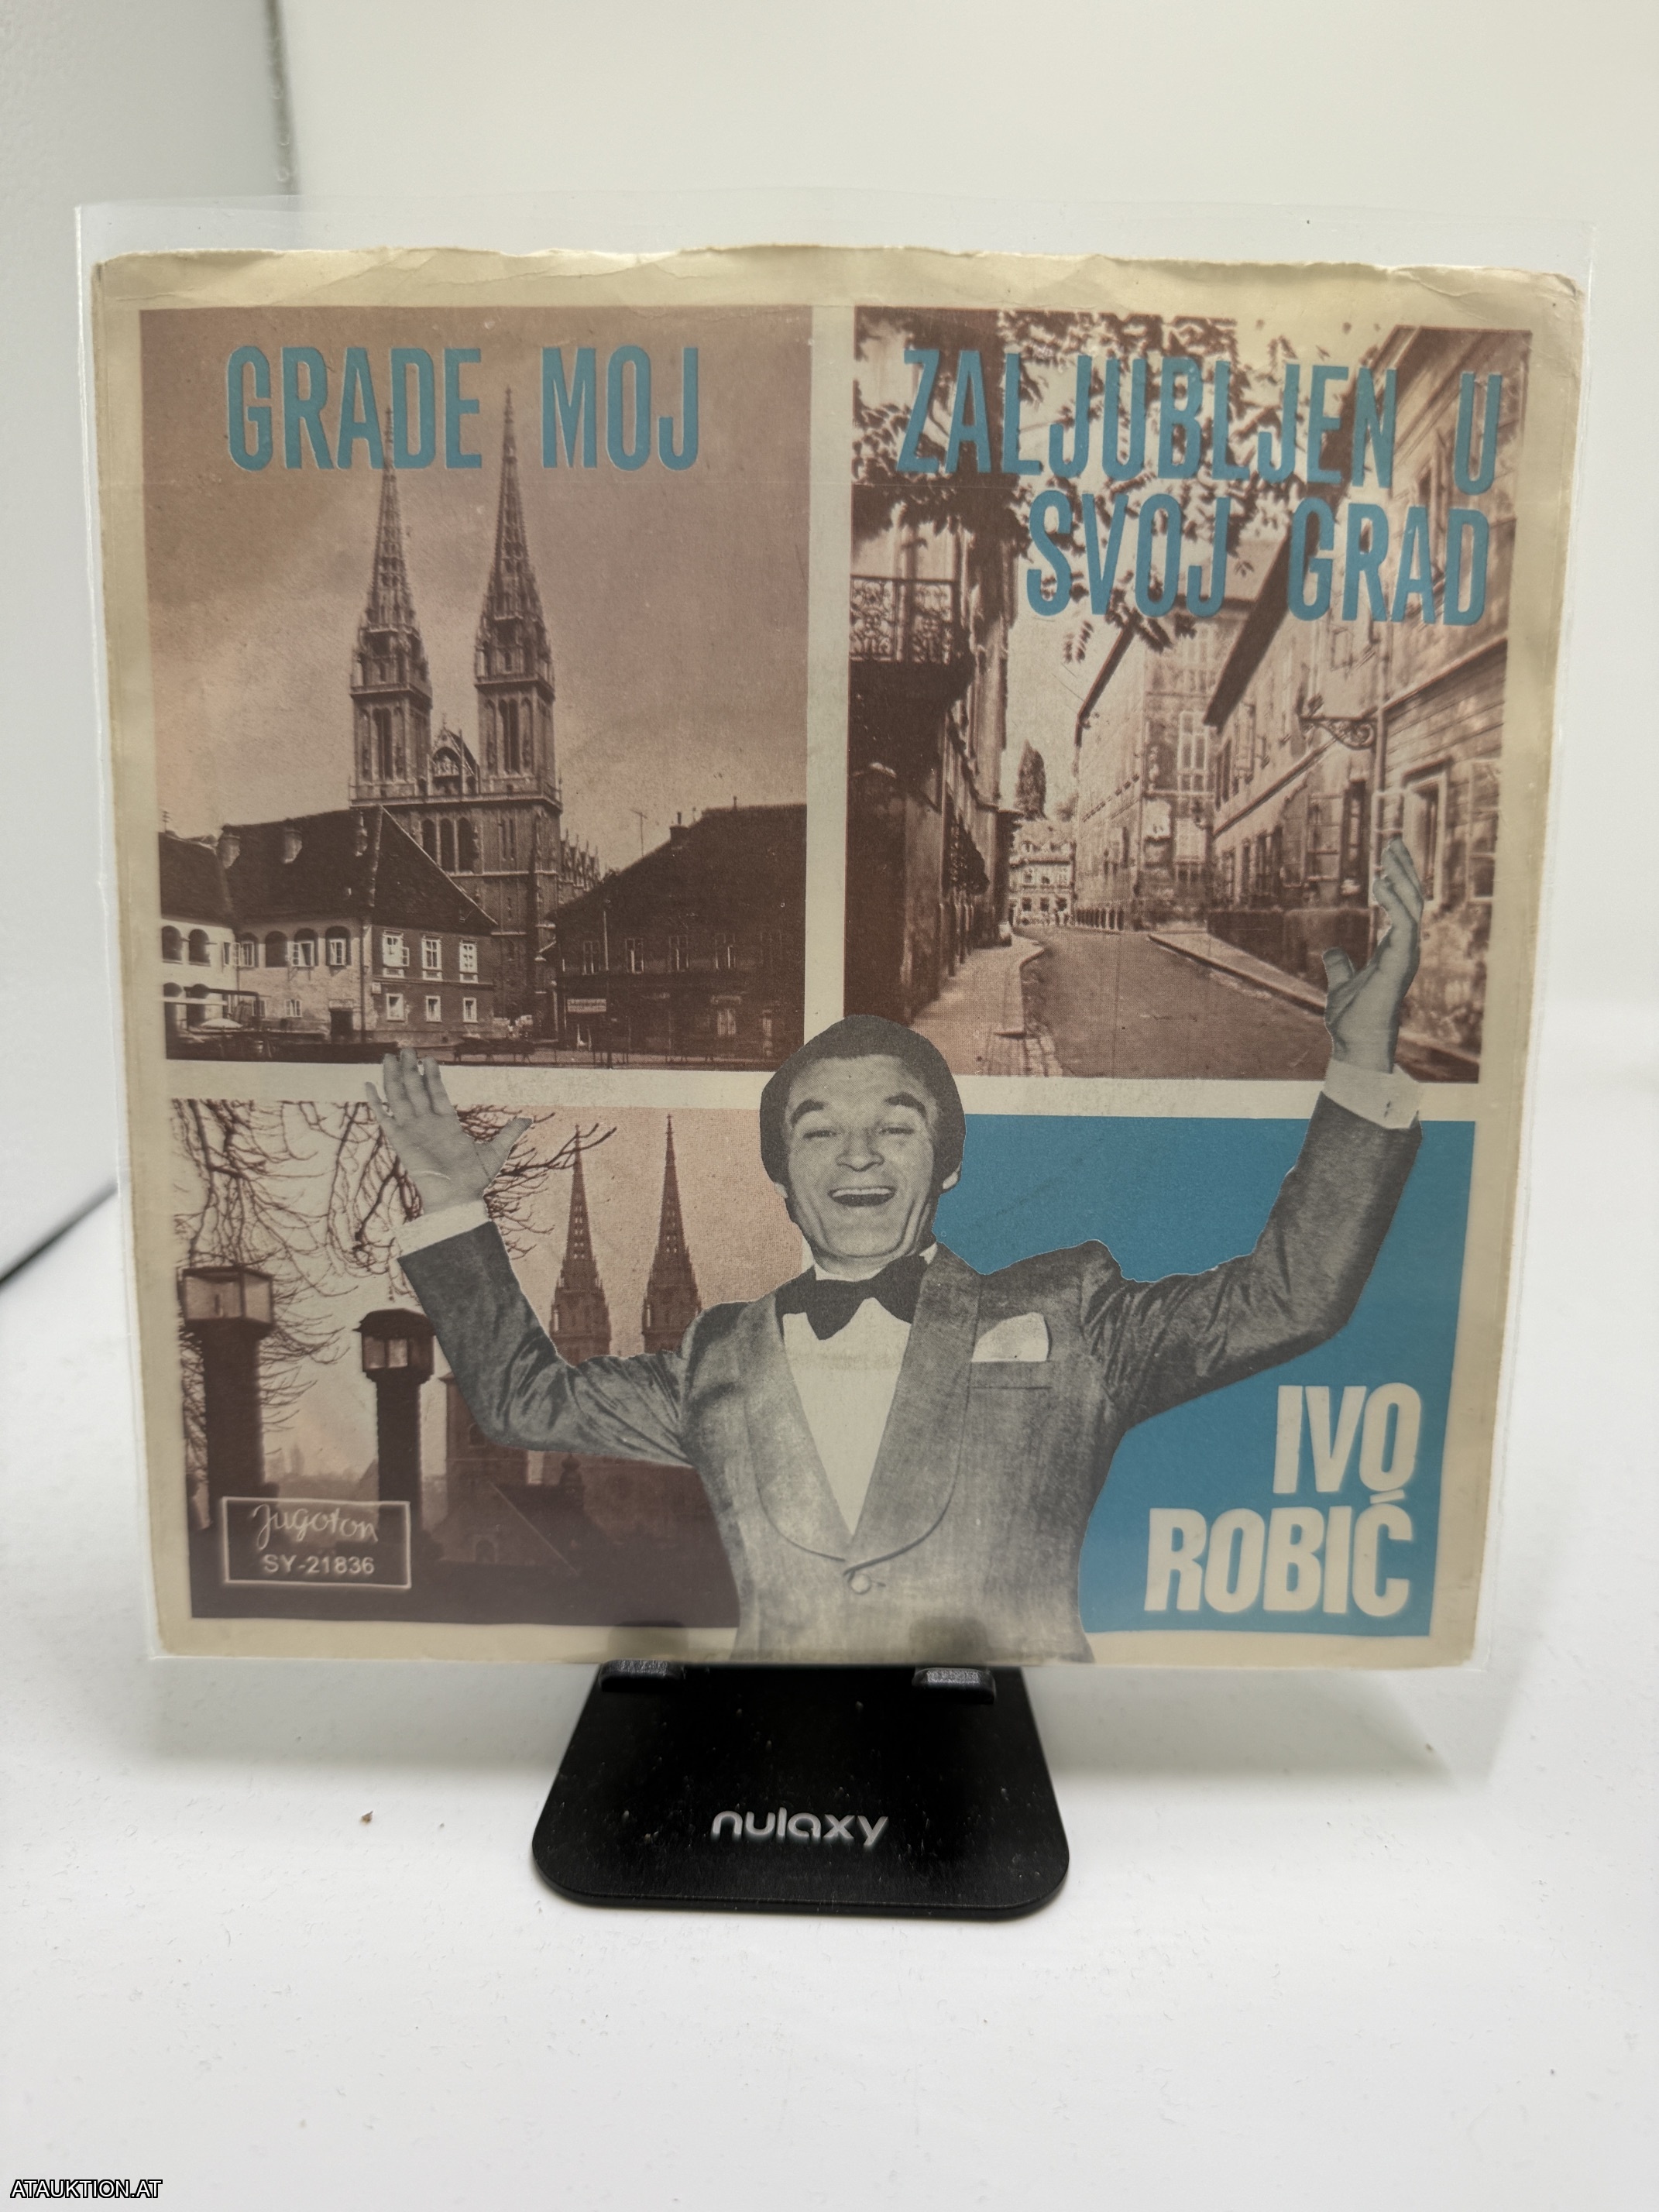 GRADE MOJ
ZALJUBLJEN U
SVOJ GRAD
Jugoton
SY-21836
IVO
ROBIĆ
nulaxy
ATAUKTION.AT